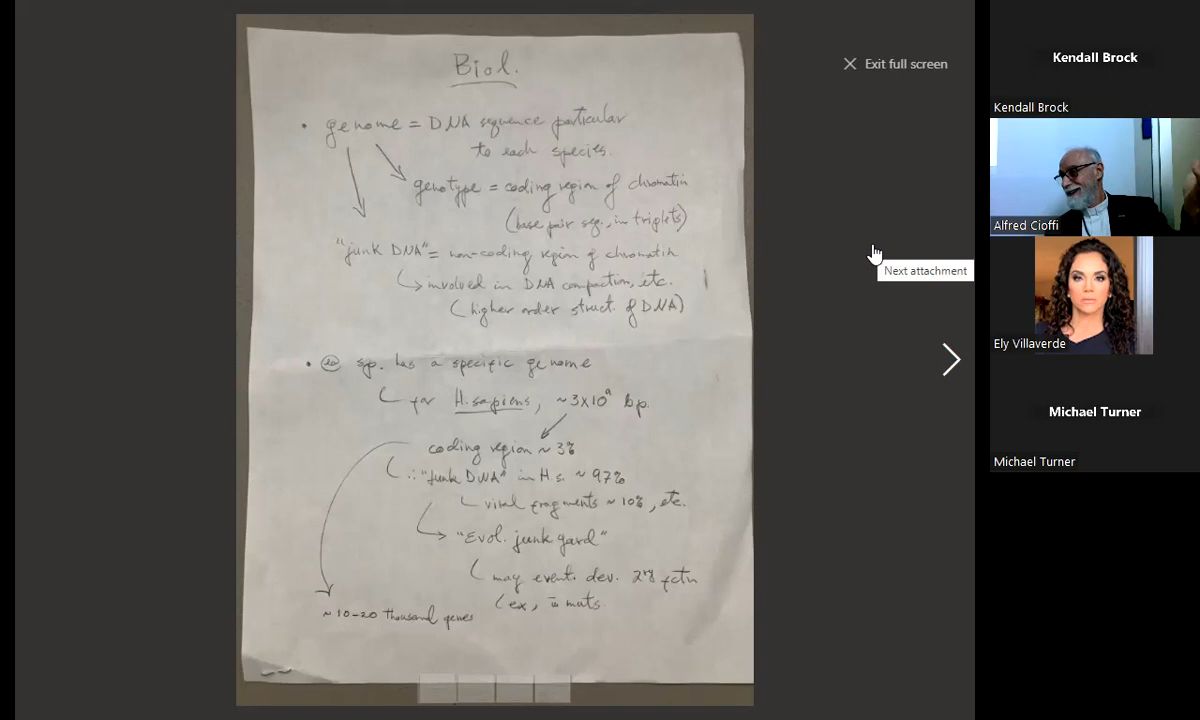 Biol.
• genome = DNA sequence particular
to each species.
genotype = coding region of chromatin
(base pair seq., in triplets)
"junk DNA" = non-coding region of chromatin
involved in DNA compaction, etc.
(higher order struct. of DNA)
• ea sp. has a specific genome
for H. sapiens, ~3x10⁹ bp.
coding region ~ 3%
∴ "Junk DNA" in H.s. ~ 97%
viral fragments ~ 10%, etc.
"Evol. junk yard"
may event. dev. 2ry fctn
(ex, in muts.
~ 10-20 thousand genes
Exit full screen
Next attachment
Kendall Brock
Kendall Brock
Alfred Cioffi
Ely Villaverde
Michael Turner
Michael Turner